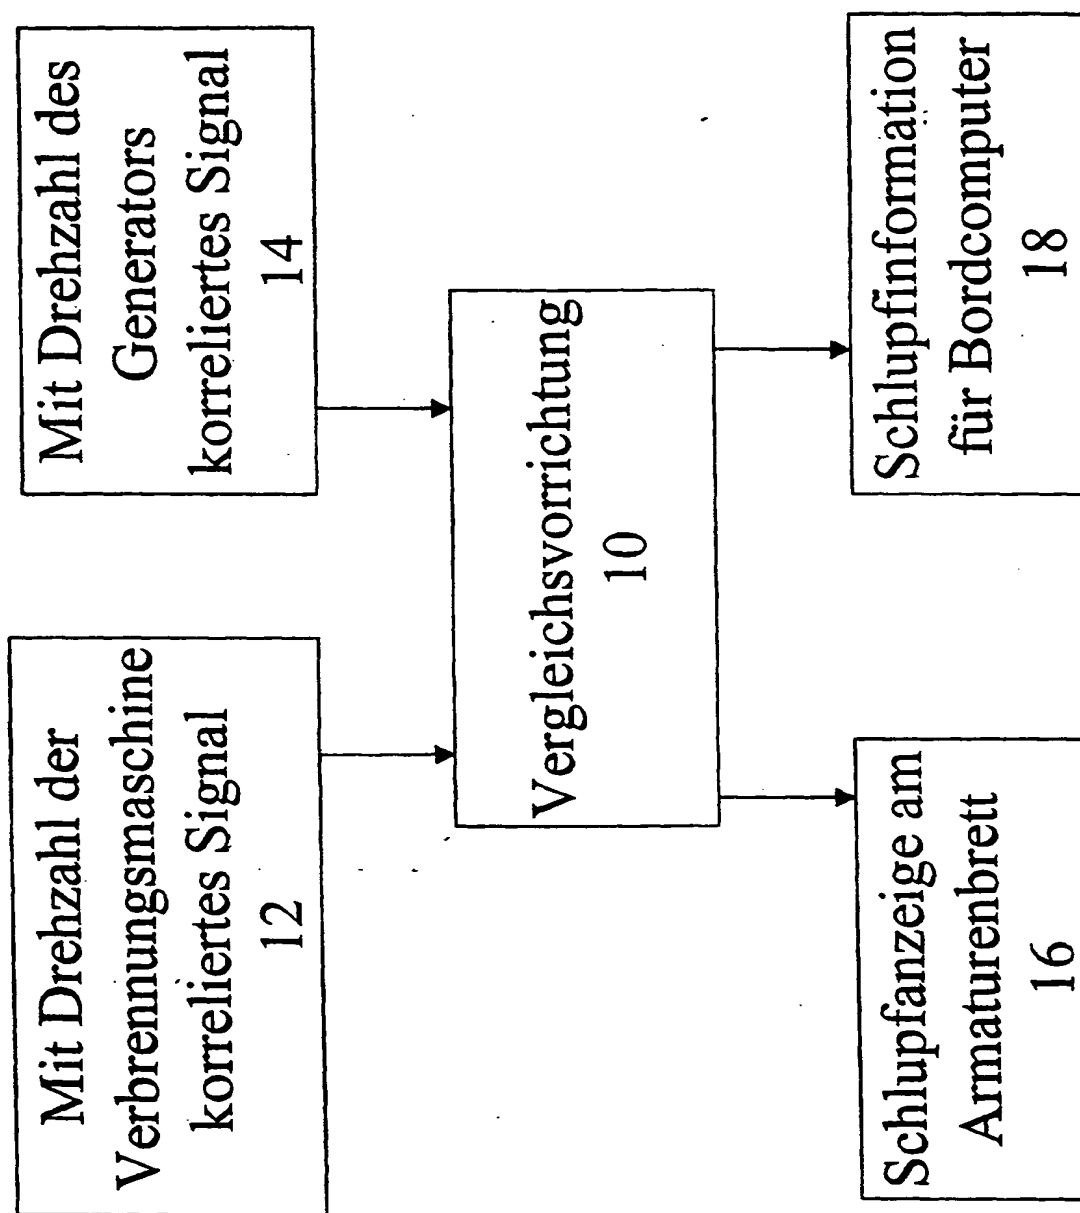 Mit Drehzahl der
Verbrennungsmaschine
korreliertes Signal
12
Mit Drehzahl des
Generators
korreliertes Signal
14
Vergleichsvorrichtung
10
Schlupfanzeige am
Armaturenbrett
16
Schlupfinformation
für Bordcomputer
18